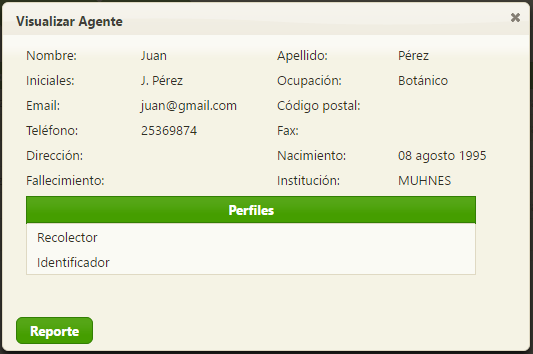 Visualizar Agente
Nombre: Juan Apellido: Pérez
Iniciales: J. Pérez Ocupación: Botánico
Email: juan@gmail.com Código postal:
Teléfono: 25369874 Fax:
Dirección: Nacimiento: 08 agosto 1995
Fallecimiento: Institución: MUHNES
Perfiles
Recolector
Identificador
Reporte